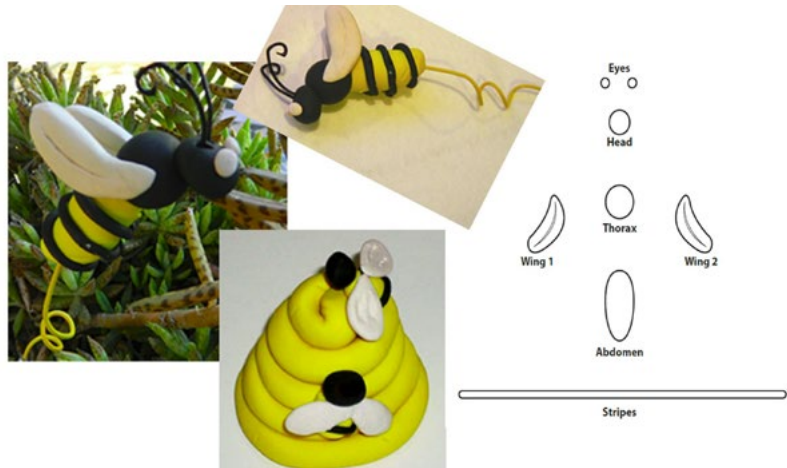 Eyes
Head
Thorax
Wing 1
Wing 2
Abdomen
Stripes